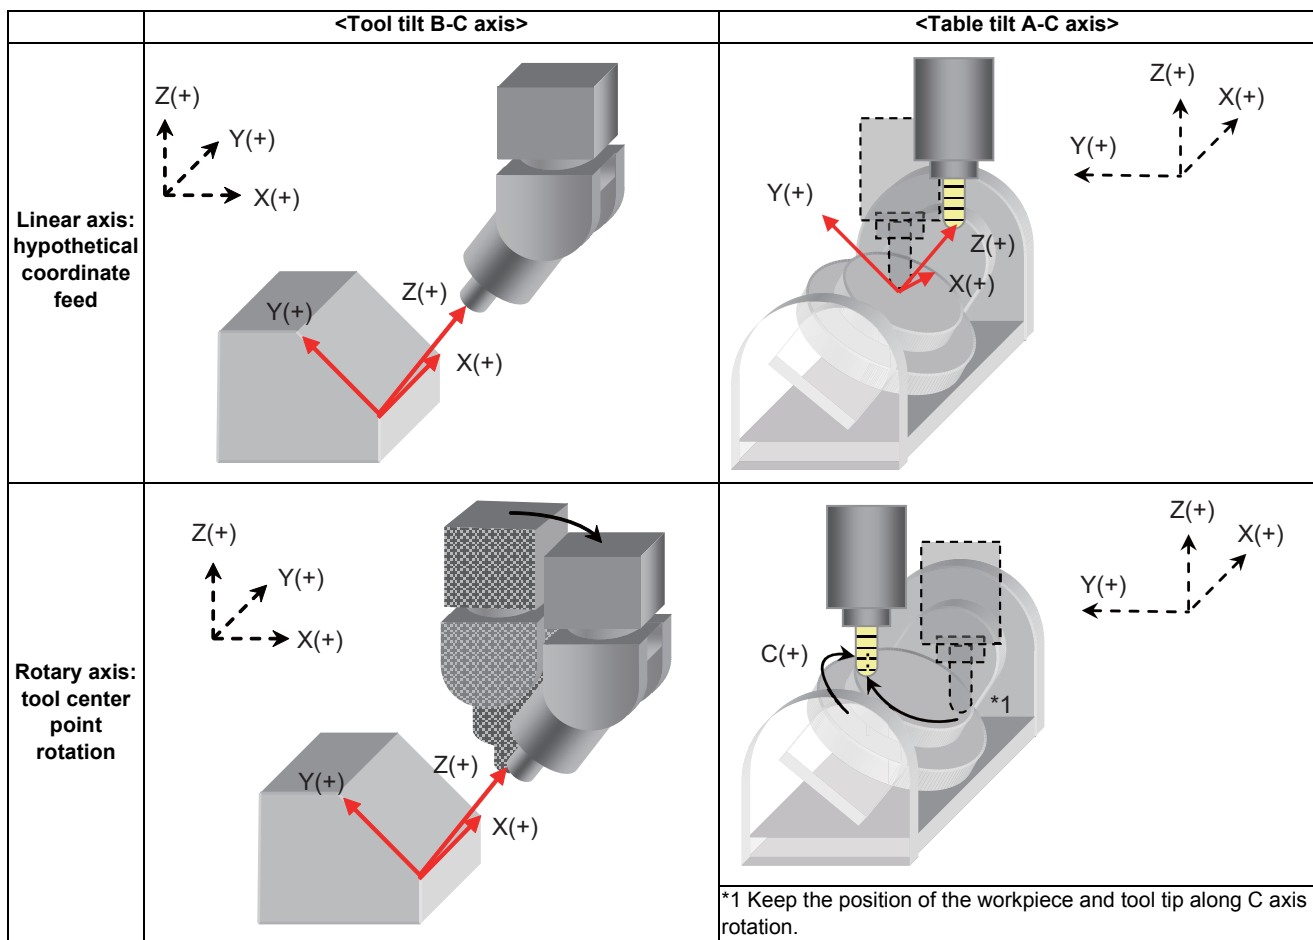 <Tool tilt B-C axis>
<Table tilt A-C axis>
Linear axis:
hypothetical
coordinate
feed
Z(+)
Y(+)
X(+)
Z(+)
Y(+)
X(+)
Z(+)
X(+)
Y(+)
Y(+)
Z(+)
X(+)
Rotary axis:
tool center
point
rotation
Z(+)
Y(+)
X(+)
Z(+)
Y(+)
X(+)
Z(+)
X(+)
Y(+)
C(+)
*1
*1 Keep the position of the workpiece and tool tip along C axis
rotation.